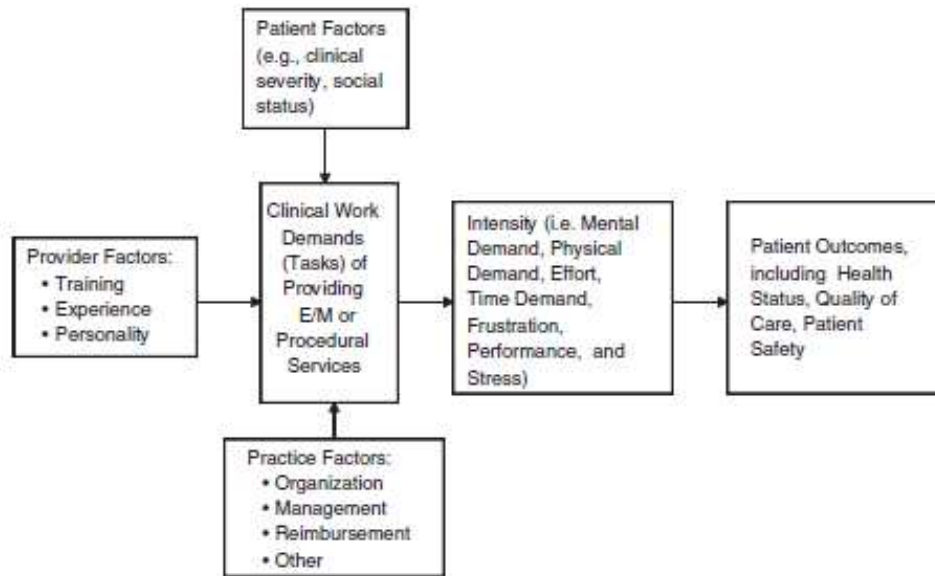 Patient Factors
(e.g., clinical
severity, social
status)
Provider Factors:
• Training
• Experience
• Personality
Clinical Work
Demands
(Tasks) of
Providing
E/M or
Procedural
Services
Intensity (i.e. Mental
Demand, Physical
Demand, Effort,
Time Demand,
Frustration,
Performance, and
Stress)
Patient Outcomes,
including Health
Status, Quality of
Care, Patient
Safety
Practice Factors:
• Organization
• Management
• Reimbursement
• Other